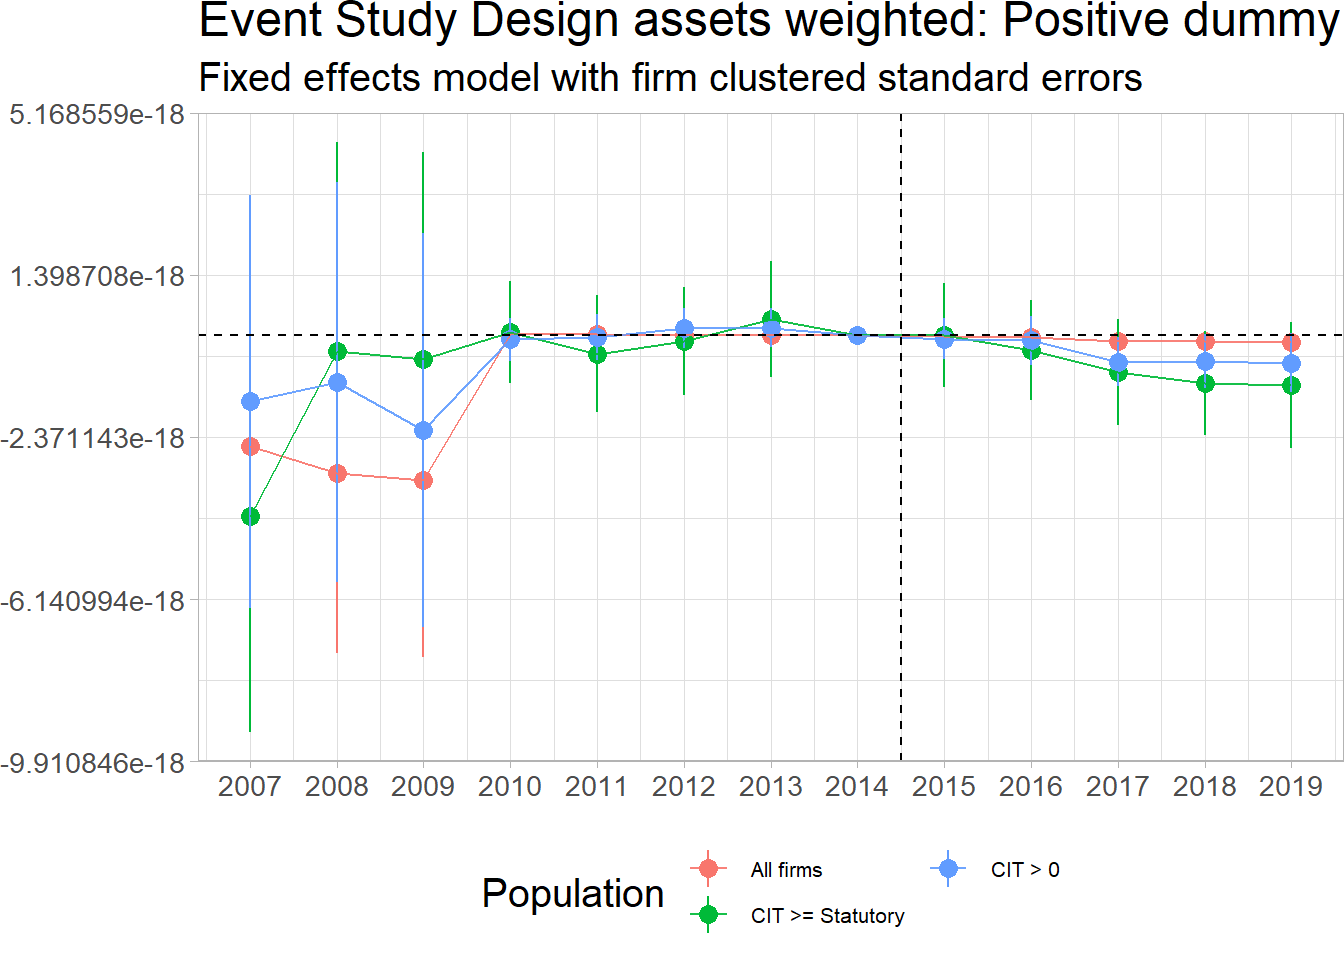 Event Study Design assets weighted: Positive dummy
Fixed effects model with firm clustered standard errors
5.168559e-18
1.398708e-18
-2.371143e-18
-6.140994e-18
-9.910846e-18
2007 2008 2009 2010 2011 2012 2013 2014 2015 2016 2017 2018 2019
Population
All firms
CIT >= Statutory
CIT > 0